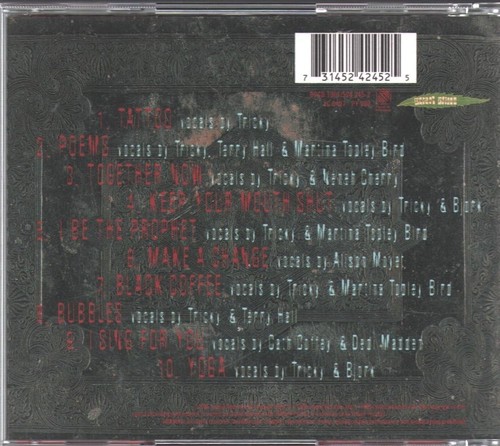 7 31452 42452 5
1. TATTOO vocals by Tricky
2. POEMS vocals by Tricky, Terry Hall & Martina Topley Bird
3. TOGETHER NOW vocals by Tricky & Neneh Cherry
4. KEEP YOUR MOUTH SHUT vocals by Tricky & Bjork
5. I BE THE PROPHET vocals by Tricky & Martina Topley Bird
6. MAKE A CHANGE vocals by Alison Moyet
7. BLACK COFFEE vocals by Tricky & Martina Topley Bird
8. BUBBLES vocals by Tricky & Terry Hall
9. I SING FOR YOU vocals by Cath Coffey & Dedi Madden
10. YOGA vocals by Tricky & Bjork